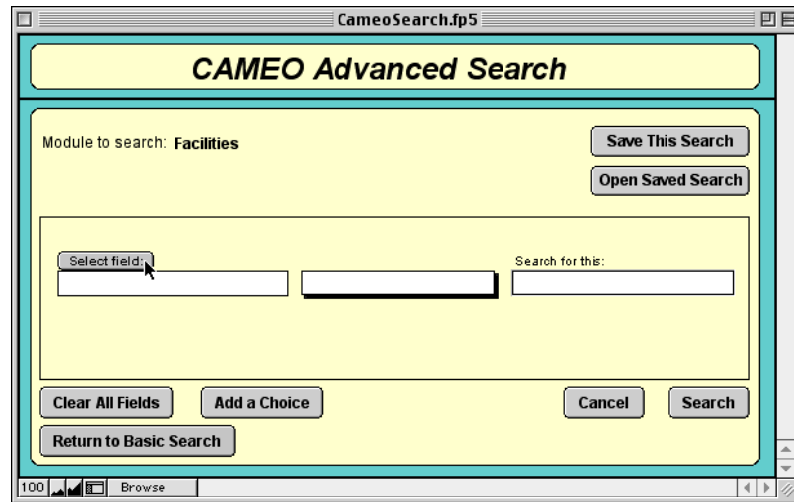 CameoSearch.fp5
CAMEO Advanced Search
Module to search: Facilities
Save This Search
Open Saved Search
Select field:
Search for this:
Clear All Fields
Add a Choice
Cancel
Search
Return to Basic Search
100
Browse